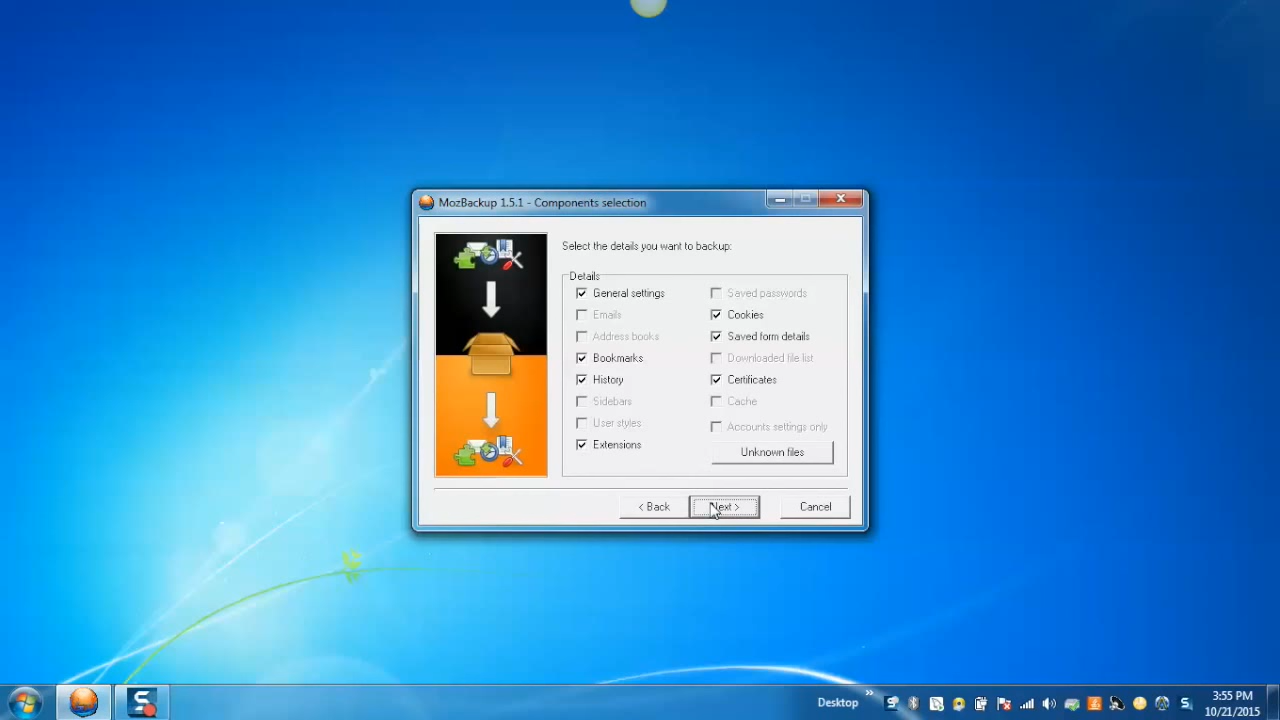 MozBackup 1.5.1 - Components selection
Select the details you want to backup:
Details
General settings
Emails
Address books
Bookmarks
History
Sidebars
User styles
Extensions
Saved passwords
Cookies
Saved form details
Downloaded file list
Certificates
Cache
Accounts settings only
Unknown files
< Back
Next >
Cancel
Desktop
3:55 PM
10/21/2015